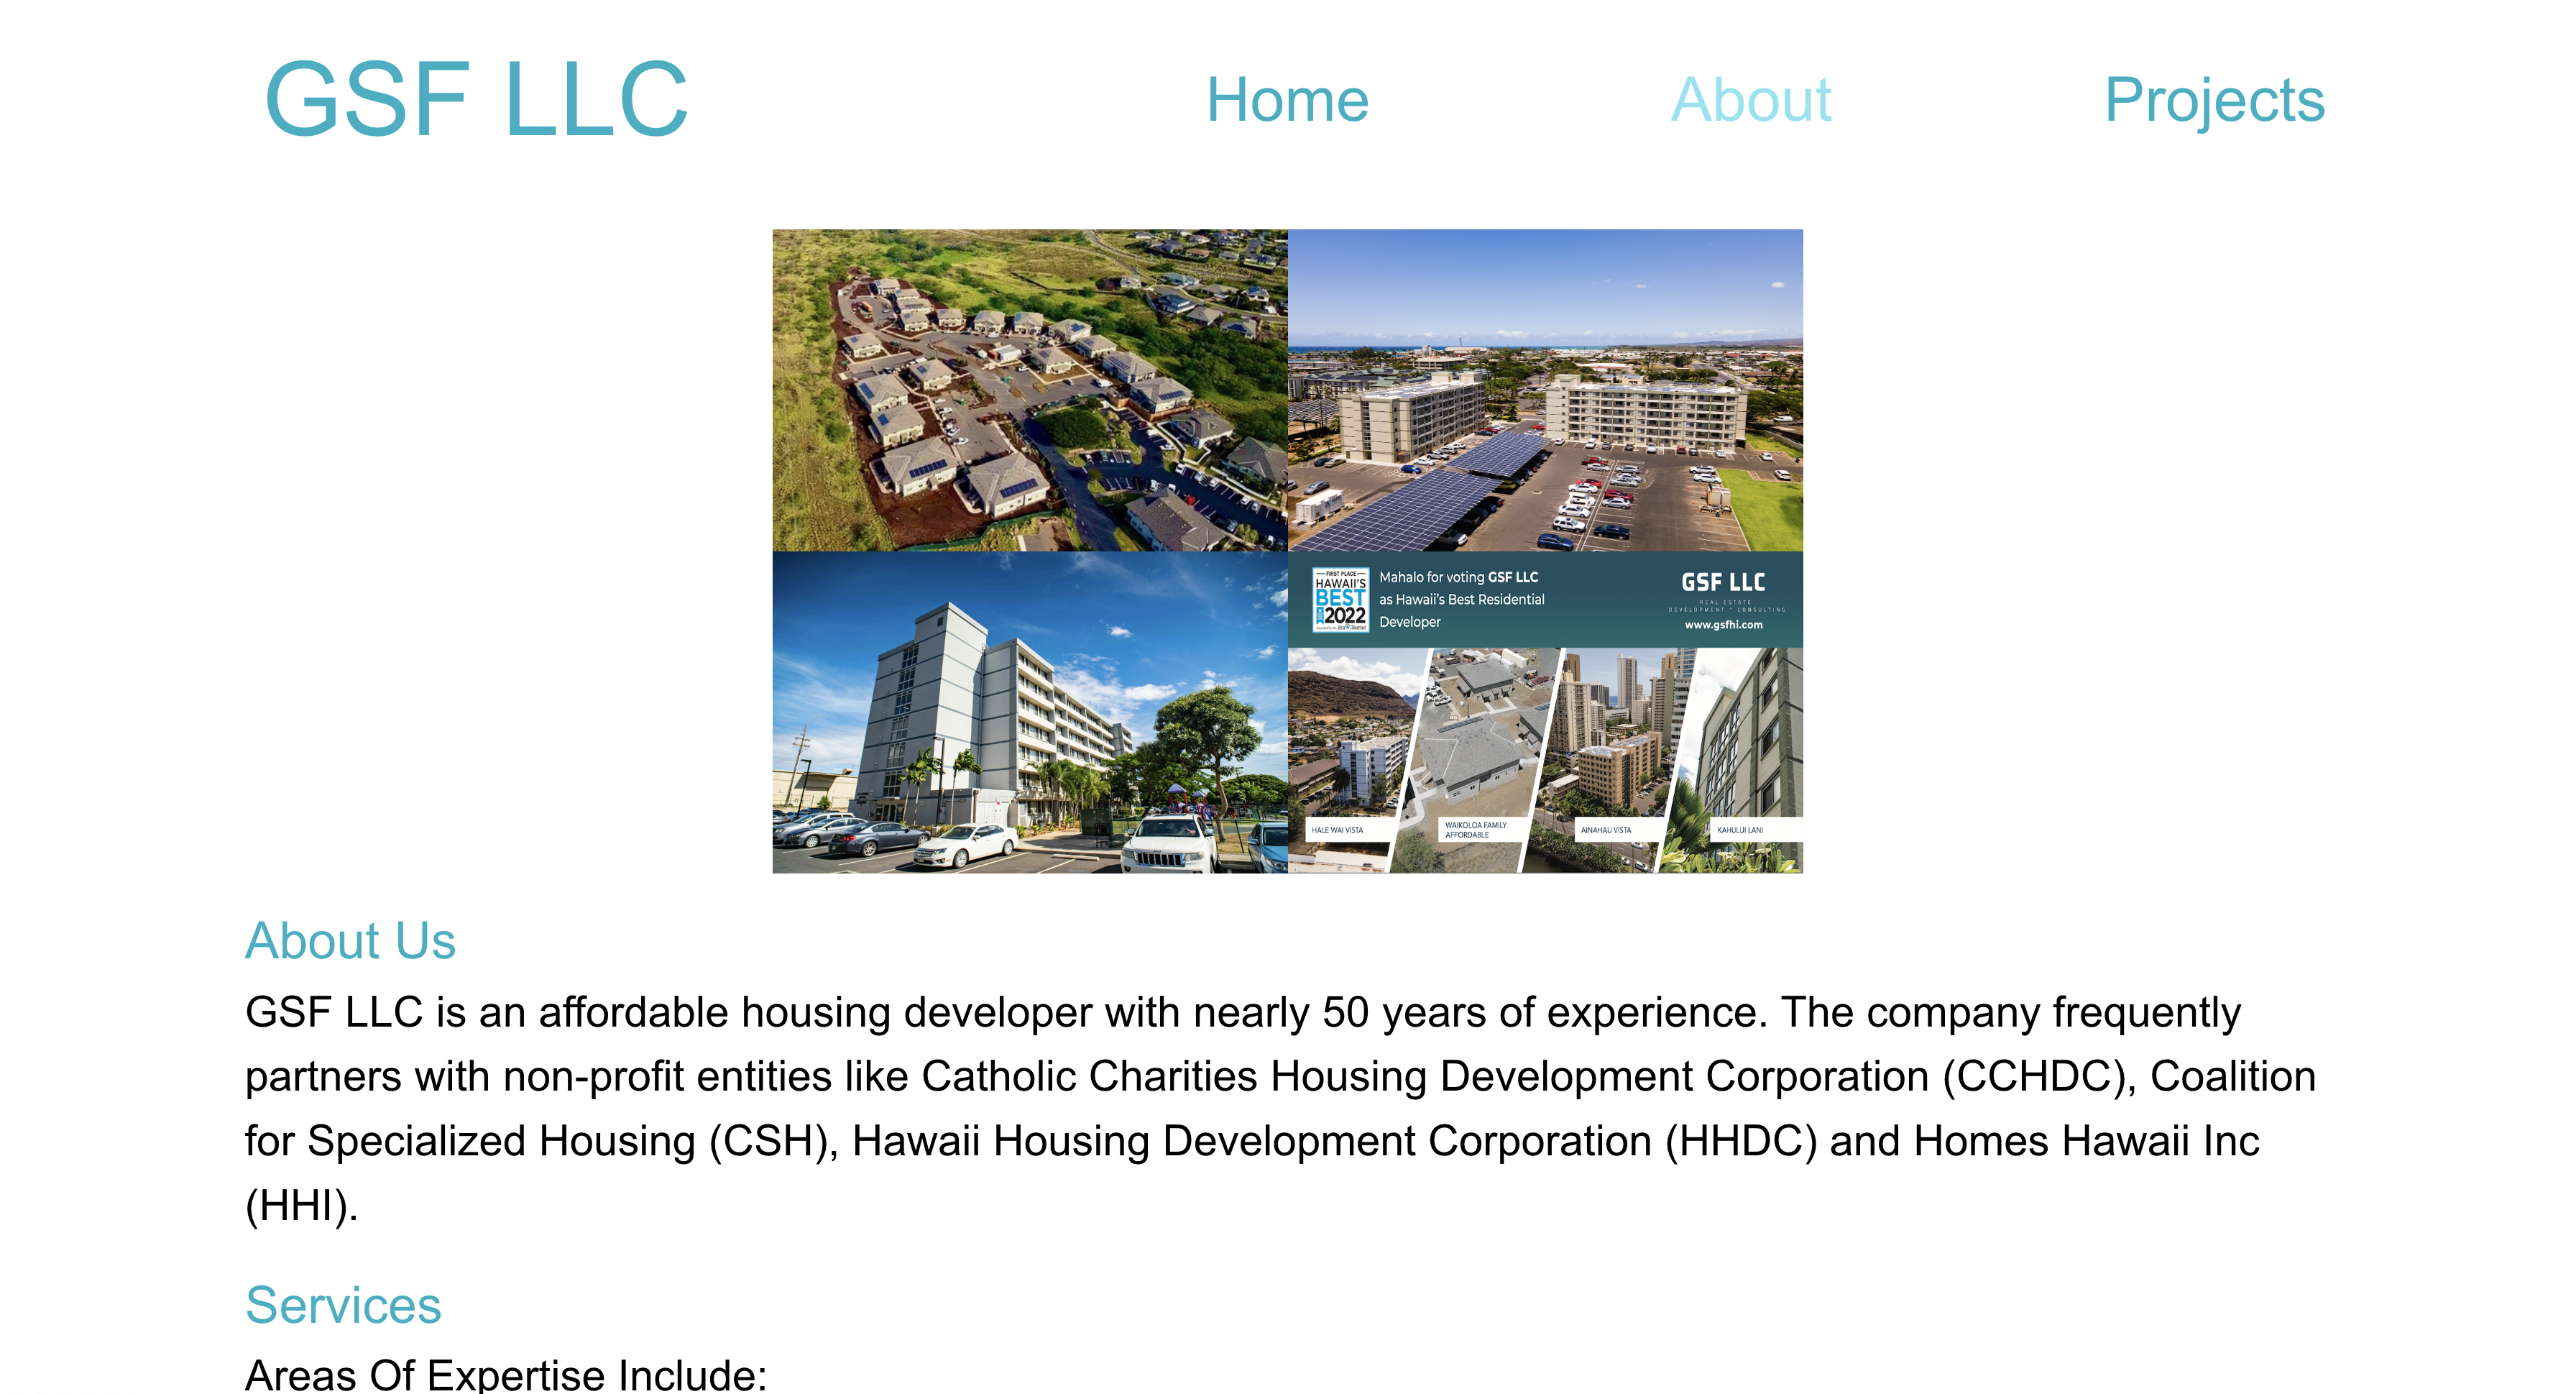 GSF LLC
Home
About
Projects
FIRST PLACE
HAWAII'S
BEST
2022
Mahalo for voting GSF LLC
as Hawaii's Best Residential
Developer
GSF LLC
REAL ESTATE
DEVELOPMENT * CONSULTING
www.gsfhi.com
HALE WAI VISTA
WAIKOLOA FAMILY
AFFORDABLE
AINAHAU VISTA
KAHULUI LANI
About Us
GSF LLC is an affordable housing developer with nearly 50 years of experience. The company frequently
partners with non-profit entities like Catholic Charities Housing Development Corporation (CCHDC), Coalition
for Specialized Housing (CSH), Hawaii Housing Development Corporation (HHDC) and Homes Hawaii Inc
(HHI).
Services
Areas Of Expertise Include: